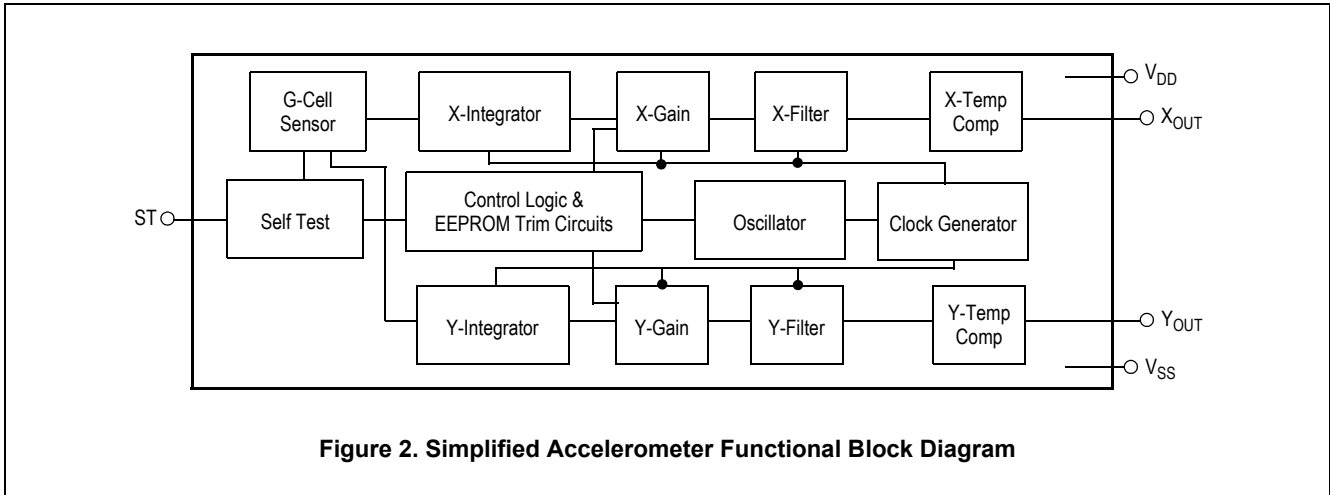 G-Cell
Sensor
X-Integrator
X-Gain
X-Filter
X-Temp
Comp
VDD
XOUT
ST
Self Test
Control Logic &
EEPROM Trim Circuits
Oscillator
Clock Generator
Y-Integrator
Y-Gain
Y-Filter
Y-Temp
Comp
YOUT
VSS
Figure 2. Simplified Accelerometer Functional Block Diagram